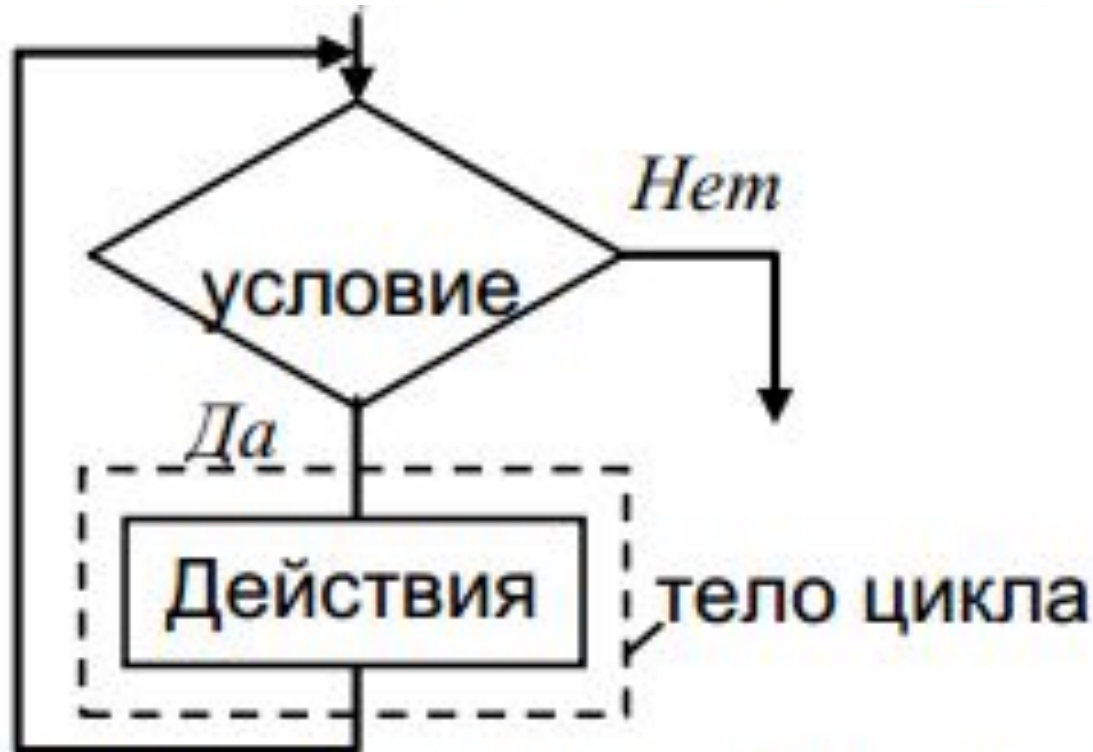 Нет
условие
Да
Действия
тело цикла